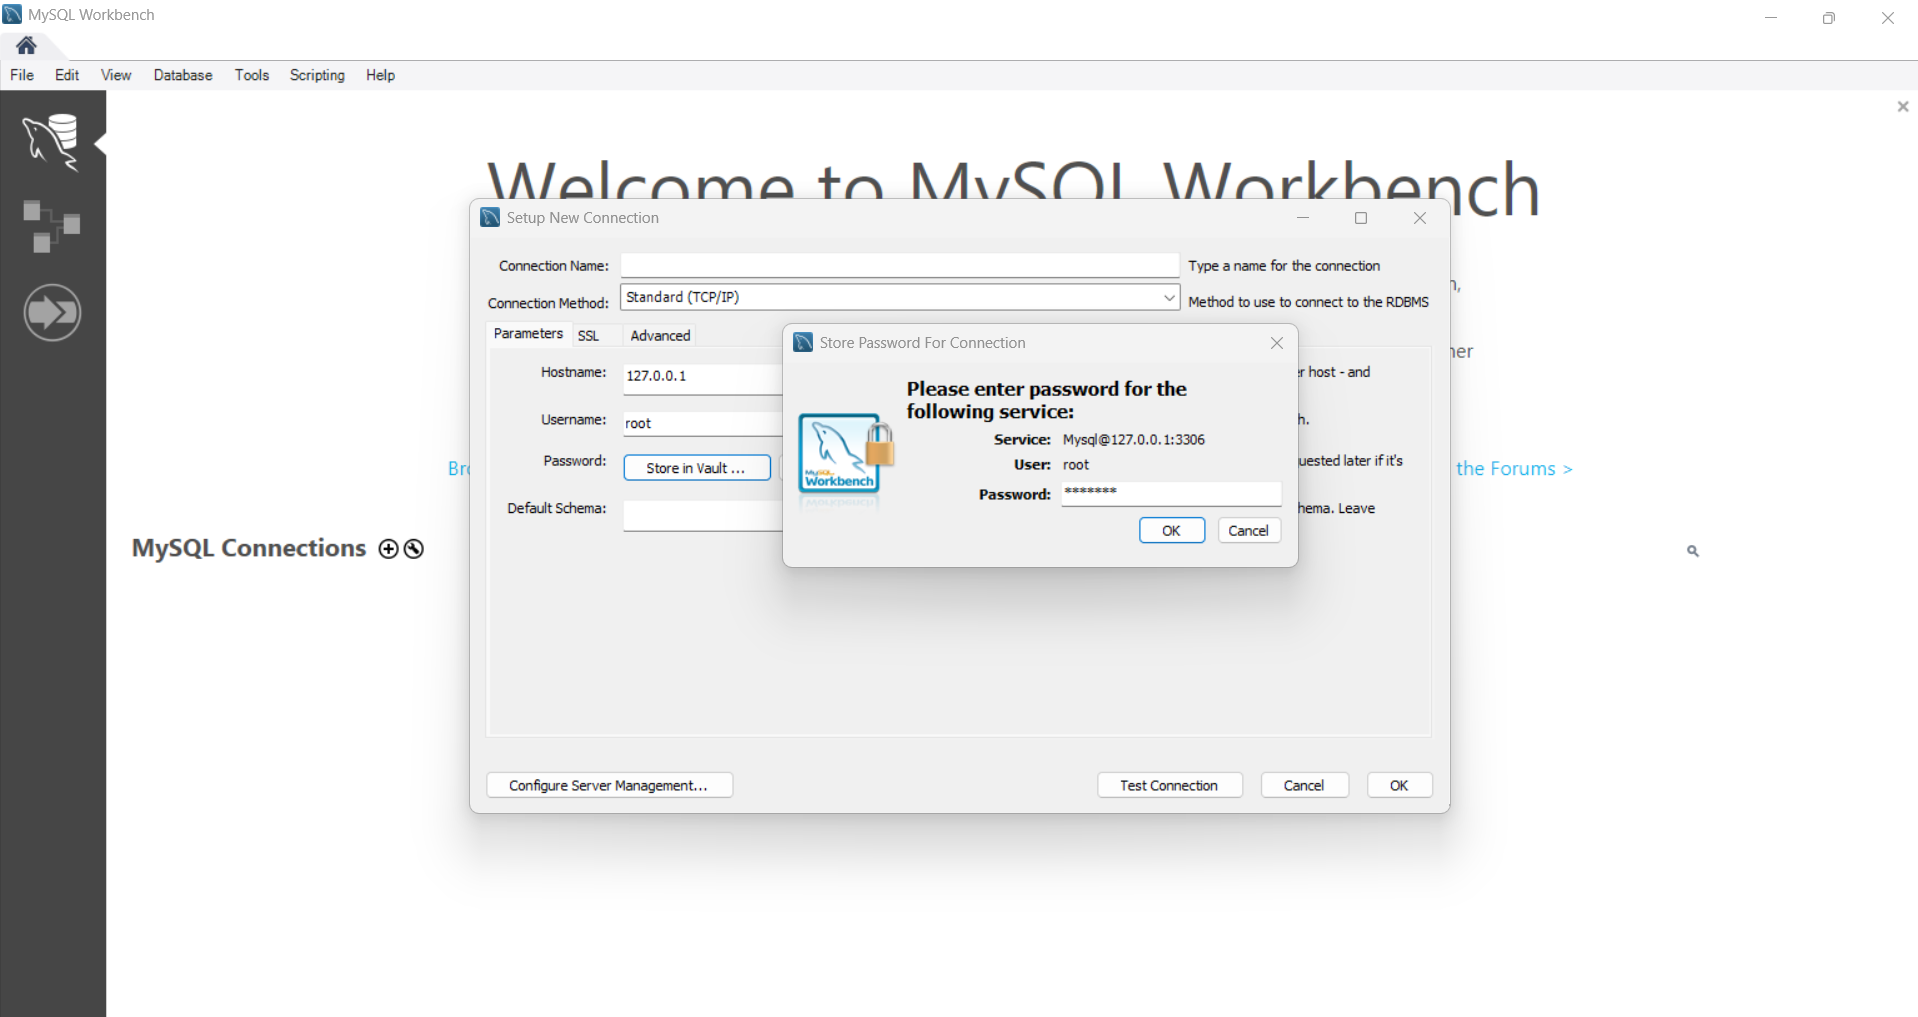 MySQL Workbench
File Edit View Database Tools Scripting Help
Welcome to MySQL Workbench
Setup New Connection
Connection Name: Type a name for the connection
Connection Method: Standard (TCP/IP) Method to use to connect to the RDBMS
Parameters SSL Advanced
Hostname: 127.0.0.1
host - and
Username: root
Password: Store in Vault ...
if it's
Default Schema:
Leave
Store Password For Connection
Please enter password for the
following service:
Service: Mysql@127.0.0.1:3306
User: root
Password: *******
OK Cancel
MySQL
Workbench
the Forums >
MySQL Connections
Configure Server Management... Test Connection Cancel OK